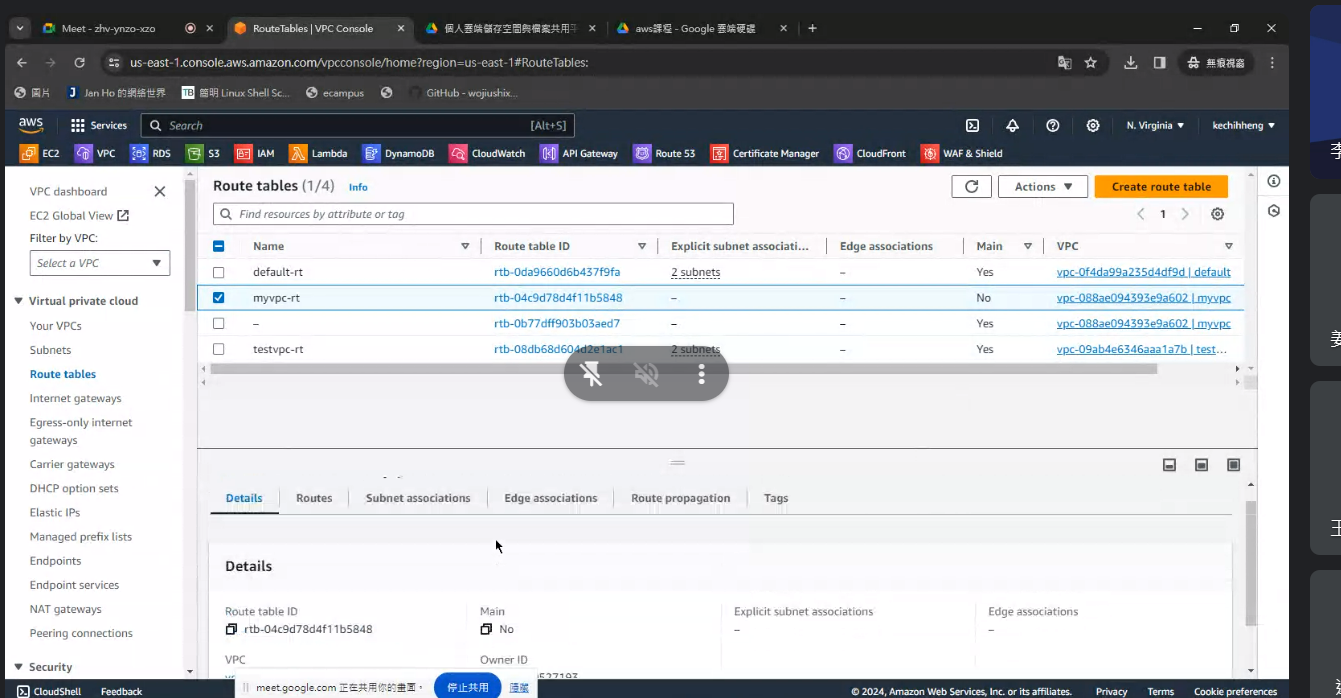 Meet - zhv-ynzo-xzo
RouteTables | VPC Console
個人雲端儲存空間與檔案共用平
aws課程 - Google 雲端硬碟
us-east-1.console.aws.amazon.com/vpcconsole/home?region=us-east-1#RouteTables:
無痕視窗
圖片
J Jan Ho 的網絡世界
TB 簡明 Linux Shell Sc...
ecampus
GitHub - wojiushix...
aws
Services
Search
[Alt+S]
N. Virginia
kechihheng
EC2
VPC
RDS
S3
IAM
Lambda
DynamoDB
CloudWatch
API Gateway
Route 53
Certificate Manager
CloudFront
WAF & Shield
VPC dashboard
EC2 Global View
Filter by VPC:
Select a VPC
Virtual private cloud
Your VPCs
Subnets
Route tables
Internet gateways
Egress-only internet
gateways
Carrier gateways
DHCP option sets
Elastic IPs
Managed prefix lists
Endpoints
Endpoint services
NAT gateways
Peering connections
Security
Route tables (1/4) Info
Actions
Create route table
Find resources by attribute or tag
1
Name Route table ID Explicit subnet associati... Edge associations Main VPC
default-rt rtb-0da9660d6b437f9fa 2 subnets – Yes vpc-0f4da99a235d4df9d | default
myvpc-rt rtb-04c9d78d4f11b5848 – – No vpc-088ae094393e9a602 | myvpc
– rtb-0b77dff903b03aed7 – – Yes vpc-088ae094393e9a602 | myvpc
testvpc-rt rtb-08db68d604d2e1ac1 2 subnets – Yes vpc-09ab4e6346aaa1a7b | test...
Details Routes Subnet associations Edge associations Route propagation Tags
Details
Route table ID
rtb-04c9d78d4f11b5848
Main
No
Explicit subnet associations
–
Edge associations
–
VPC
Owner ID
meet.google.com 正在共用你的畫面。
停止共用
隱藏
CloudShell
Feedback
© 2024, Amazon Web Services, Inc. or its affiliates.
Privacy
Terms
Cookie preferences